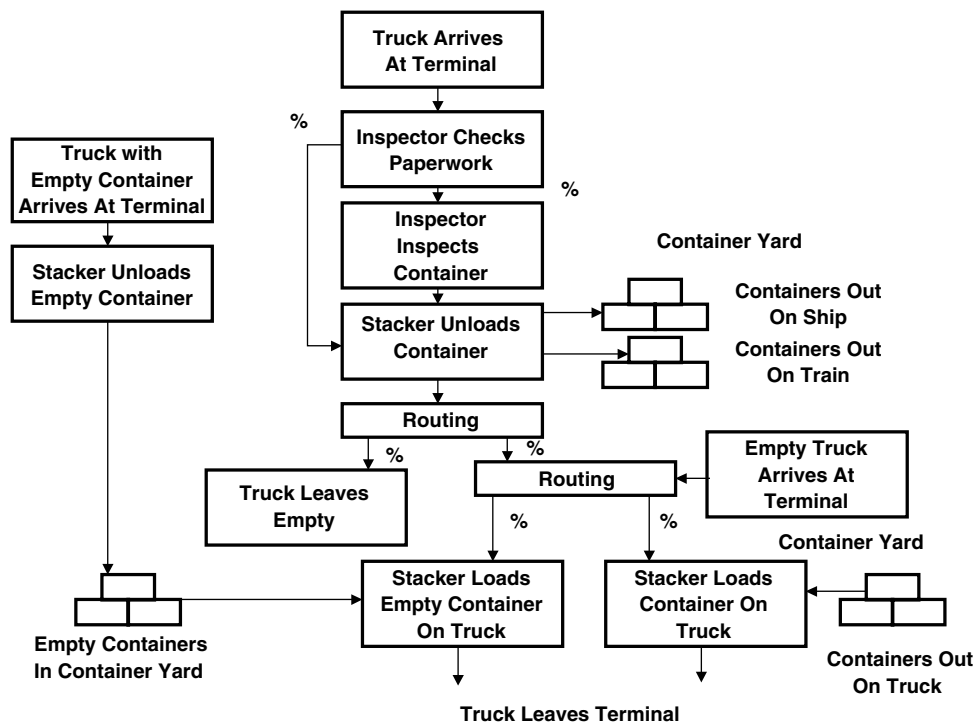 Truck Arrives
At Terminal
%
Inspector Checks
Paperwork
Truck with
Empty Container
Arrives At Terminal
%
Inspector
Inspects
Container
Container Yard
Stacker Unloads
Empty Container
Containers Out
On Ship
Stacker Unloads
Container
Containers Out
On Train
Routing
%
%
Empty Truck
Arrives At
Terminal
Truck Leaves
Empty
Routing
%
%
Container Yard
Stacker Loads
Empty Container
On Truck
Stacker Loads
Container On
Truck
Empty Containers
In Container Yard
Containers Out
On Truck
Truck Leaves Terminal